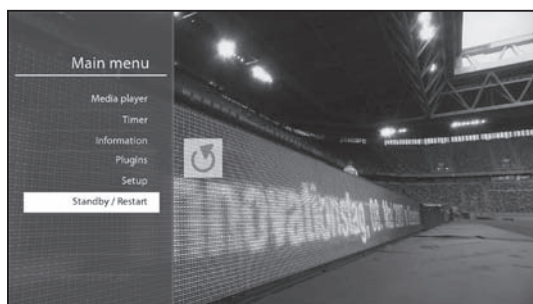 Main menu
Media player
Timer
Information
Plugins
Setup
Standby / Restart